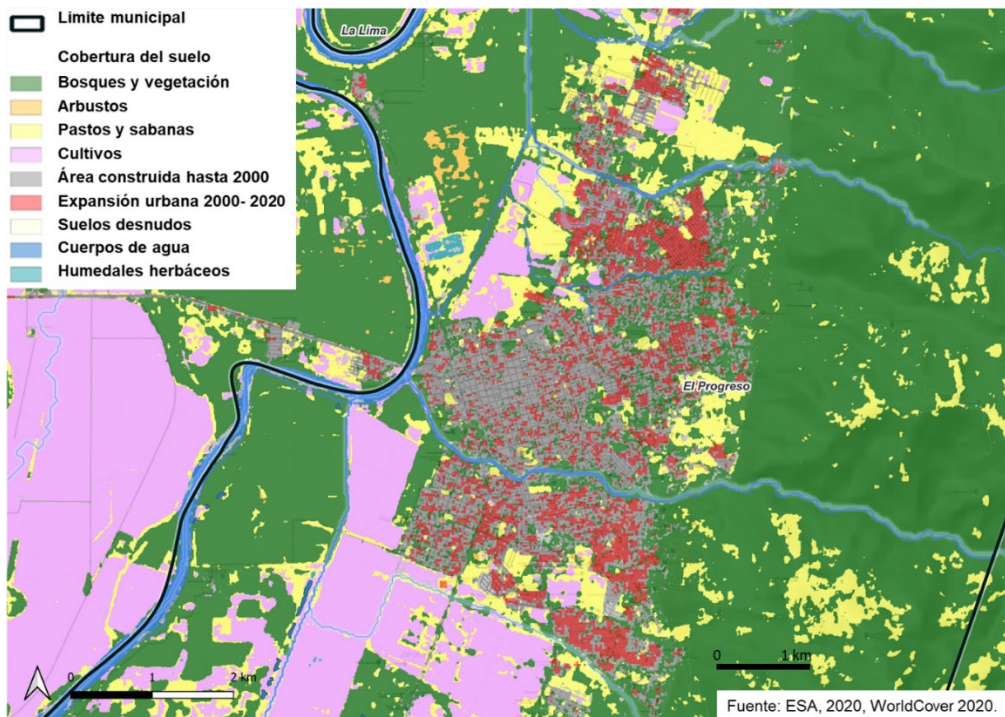 Limite municipal
Cobertura del suelo
Bosques y vegetación
Arbustos
Pastos y sabanas
Cultivos
Área construida hasta 2000
Expansión urbana 2000- 2020
Suelos desnudos
Cuerpos de agua
Humedales herbáceos
La Lima
El Progreso
0 1 2 km
0 1 km
Fuente: ESA, 2020, WorldCover 2020.